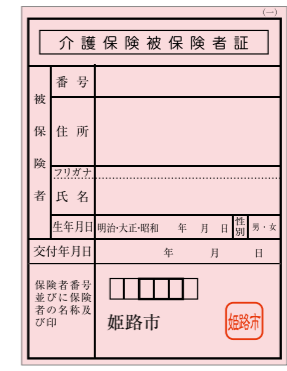 （一）
介護保険被保険者証
被保険者
番号
住所
フリガナ
氏名
生年月日 明治・大正・昭和 年 月 日 性別 男・女
交付年月日 年 月 日
保険者番号
並びに保険
者の名称及
び印
姫路市
姫路市